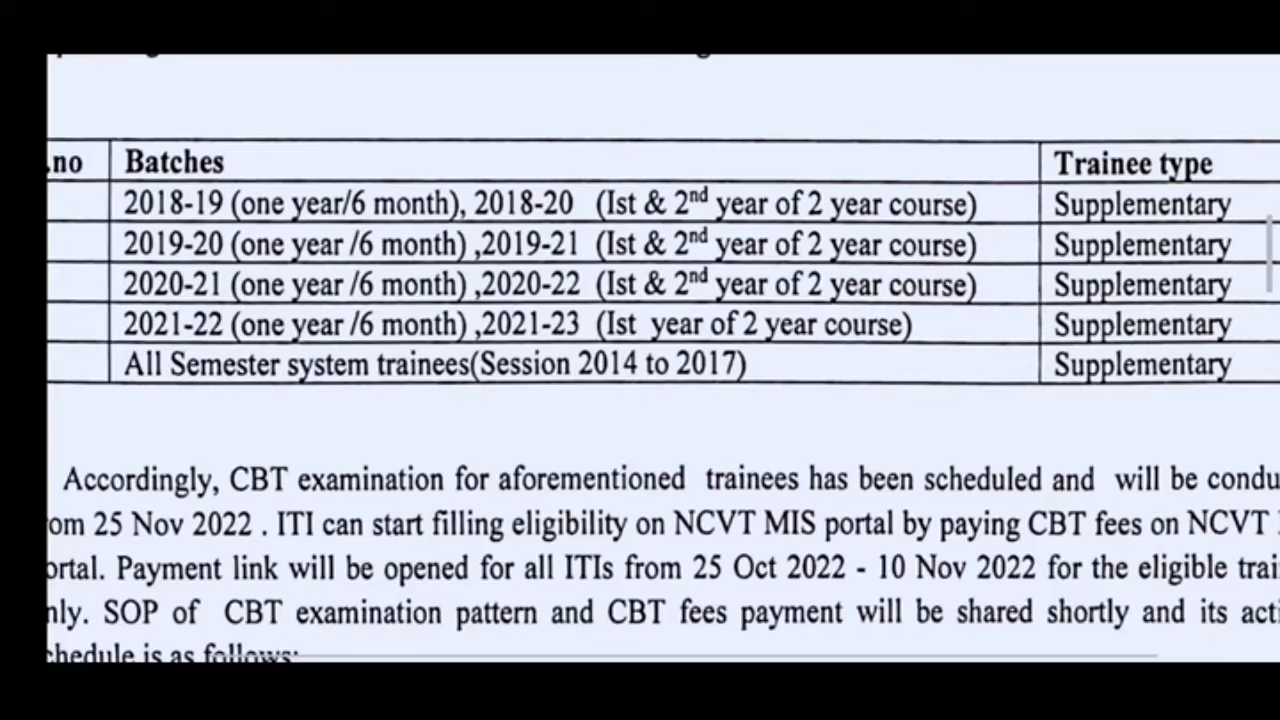 .no Batches Trainee type
2018-19 (one year/6 month), 2018-20 (Ist & 2nd year of 2 year course) Supplementary
2019-20 (one year /6 month) ,2019-21 (Ist & 2nd year of 2 year course) Supplementary
2020-21 (one year /6 month) ,2020-22 (Ist & 2nd year of 2 year course) Supplementary
2021-22 (one year /6 month) ,2021-23 (Ist year of 2 year course) Supplementary
All Semester system trainees(Session 2014 to 2017) Supplementary
Accordingly, CBT examination for aforementioned trainees has been scheduled and will be condu
om 25 Nov 2022 . ITI can start filling eligibility on NCVT MIS portal by paying CBT fees on NCVT
ortal. Payment link will be opened for all ITIs from 25 Oct 2022 - 10 Nov 2022 for the eligible trai
nly. SOP of CBT examination pattern and CBT fees payment will be shared shortly and its acti
chedule is as follows: